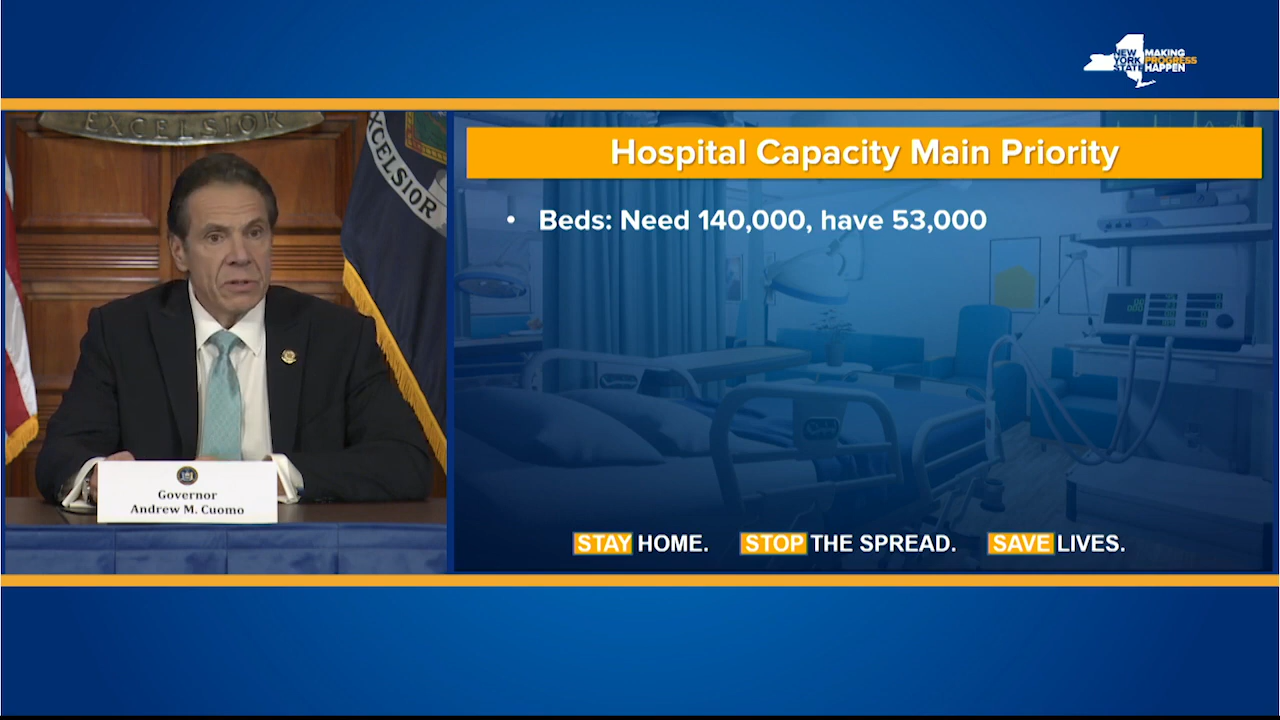 NEW
YORK
STATE
MAKING
PROGRESS
HAPPEN
EXCELSIOR
EXCELSIOR
Hospital Capacity Main Priority
• Beds: Need 140,000, have 53,000
Governor
Andrew M. Cuomo
STAY HOME. STOP THE SPREAD. SAVE LIVES.